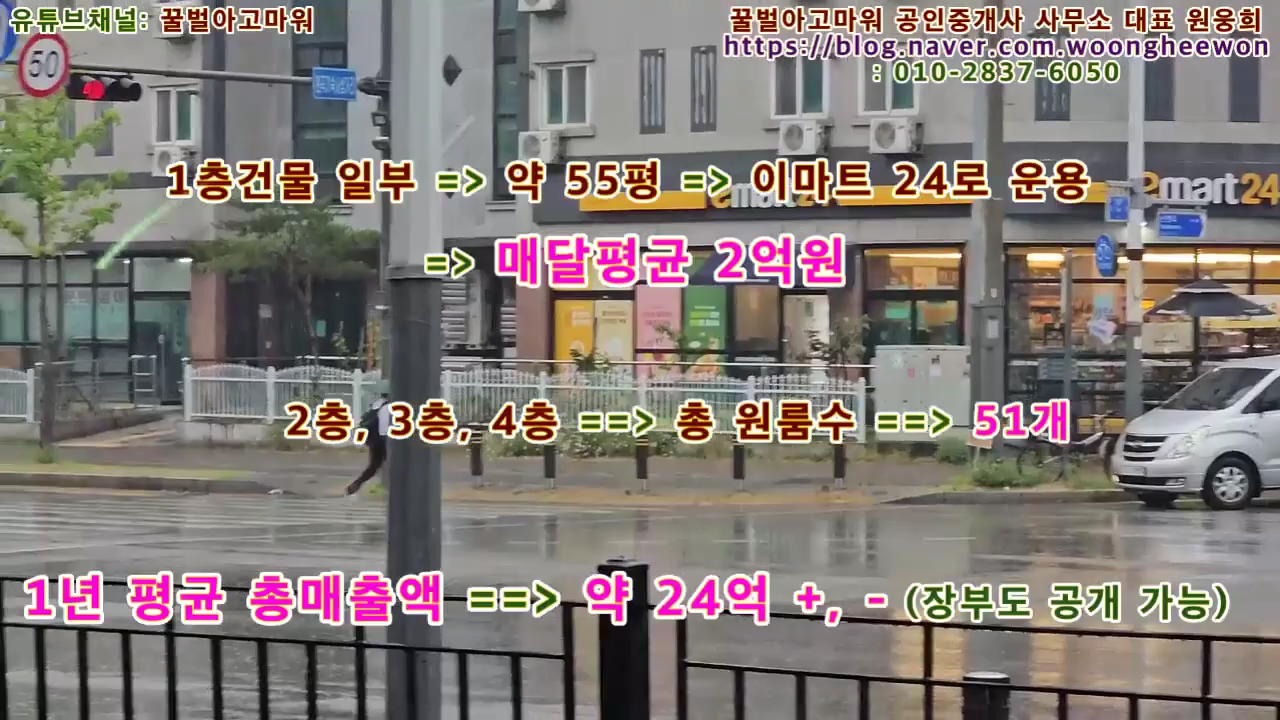 유튜브채널: 꿀벌아고마워
꿀벌아고마워 공인중개사 사무소 대표 원웅희
https://blog.naver.com.woongheewon
: 010-2837-6050
50
1층건물 일부 => 약 55평 => 이마트 24로 운용
emart24
emart24
=> 매달평균 2억원
2층, 3층, 4층 ==> 총 원룸수 ==> 51개
1년 평균 총매출액 ==> 약 24억 +, - (장부도 공개 가능)